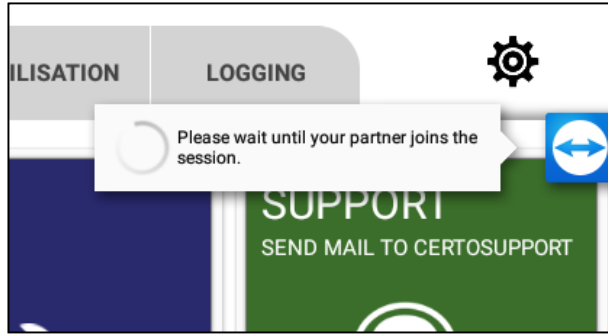 ILISATION
LOGGING
Please wait until your partner joins the
session.
SUPPORT
SEND MAIL TO CERTOSUPPORT